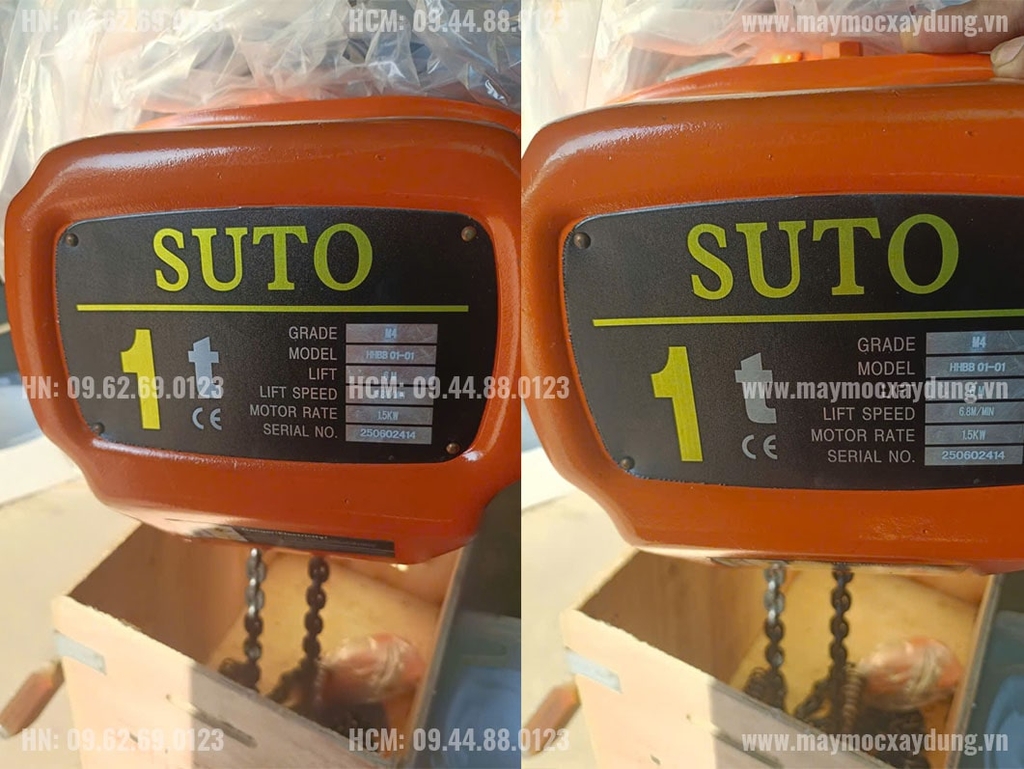 HN: 09.62.69.0123
HCM: 09.44.88.0123
www.maymocxaydung.vn
SUTO
1 t
CE
GRADE M4
MODEL HHBB 01-01
LIFT
LIFT SPEED
MOTOR RATE 1.5KW
SERIAL NO. 250602414
SUTO
1 t
CE
GRADE M4
MODEL HHBB 01-01
LIFT SPEED 6.8M/MIN
MOTOR RATE 1.5KW
SERIAL NO. 250602414
HN: 09.62.69.0123
HCM: 09.44.88.0123
www.maymocxaydung.vn
HN: 09.62.69.0123
HCM: 09.44.88.0123
www.maymocxaydung.vn